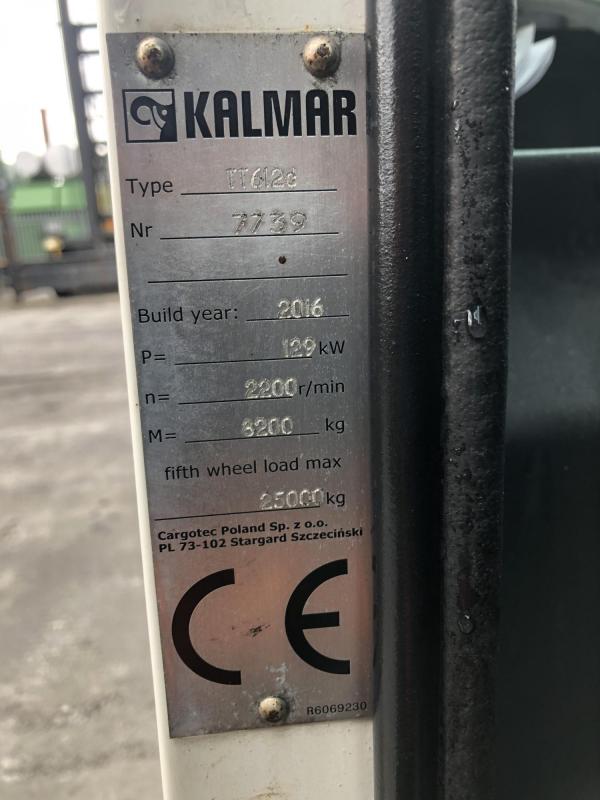 KALMAR
Type TT612d
Nr 7739
Build year: 2016
P= 129 kW
n= 2200 r/min
M= 8200 kg
fifth wheel load max
25000 kg
Cargotec Poland Sp. z o.o.
PL 73-102 Stargard Szczeciński
CE
R6069230